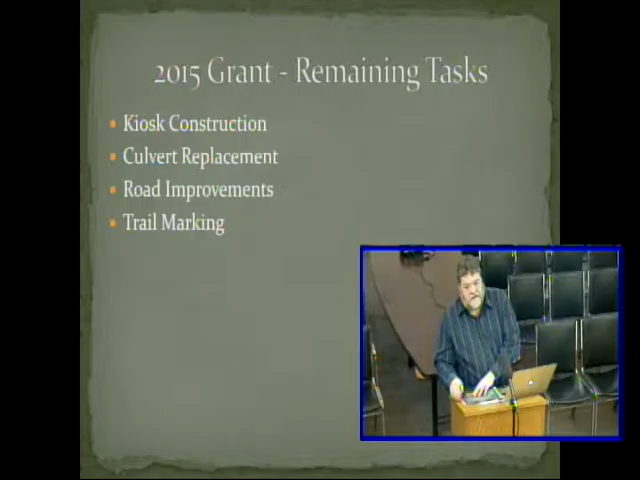 2015 Grant - Remaining Tasks
• Kiosk Construction
• Culvert Replacement
• Road Improvements
• Trail Marking